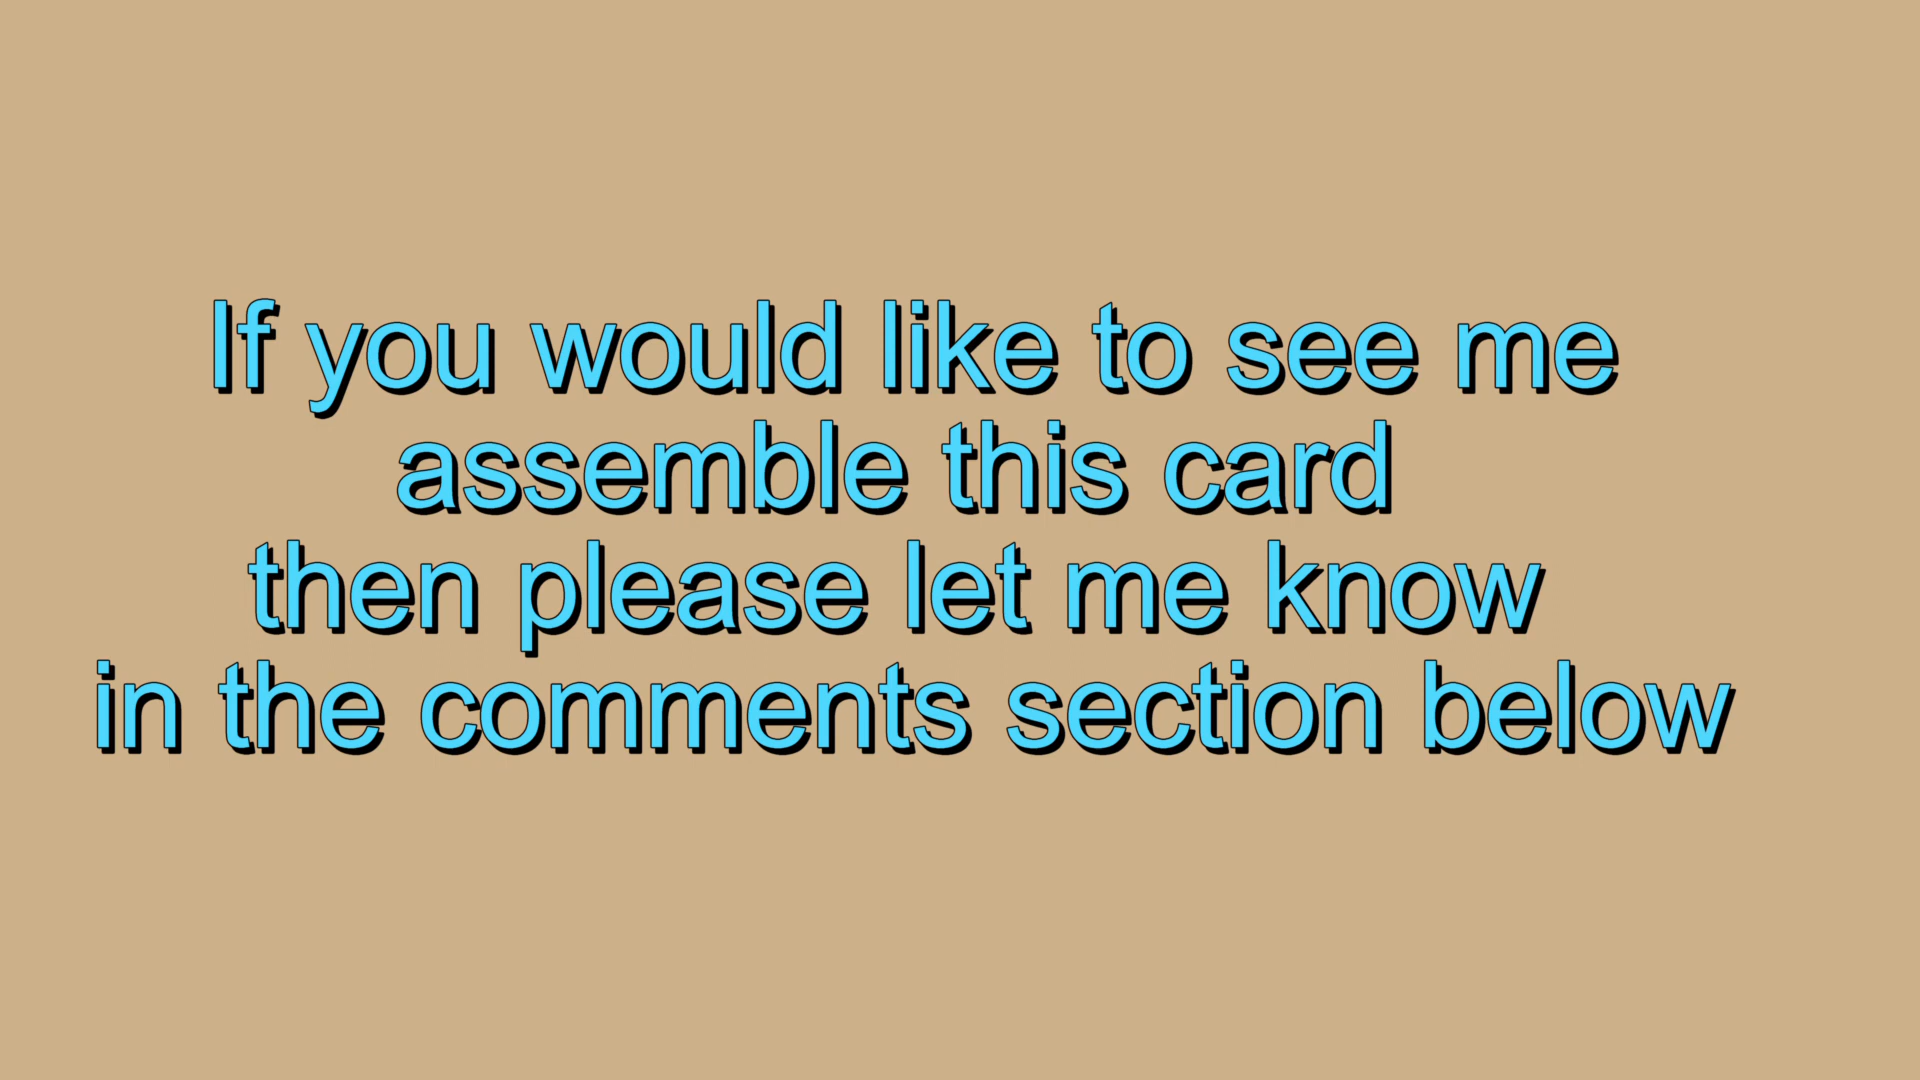 If you would like to see me
assemble this card
then please let me know
in the comments section below